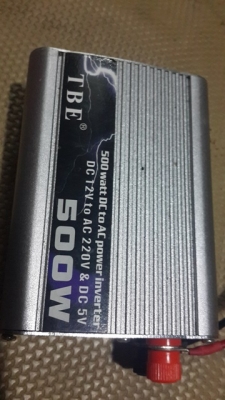 TBE®
500 watt DC to AC power inverter
DC 12V to AC 220V & DC 5V
500W